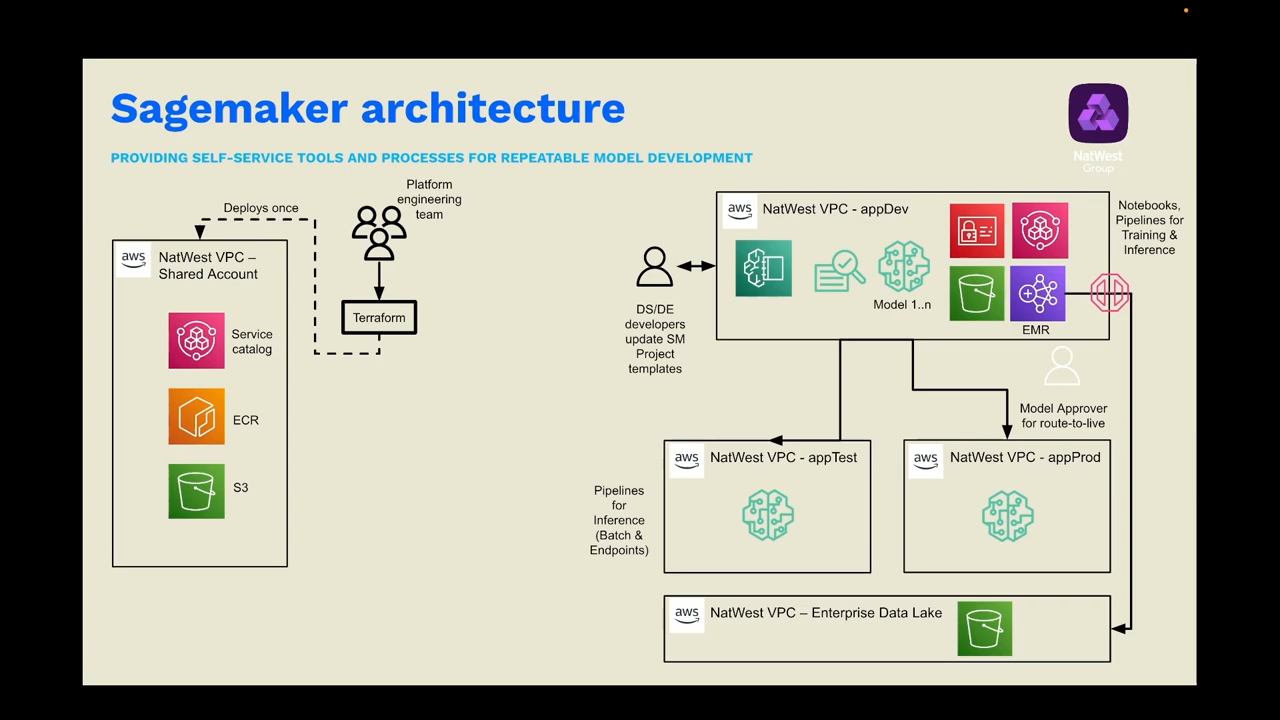 Sagemaker architecture
PROVIDING SELF-SERVICE TOOLS AND PROCESSES FOR REPEATABLE MODEL DEVELOPMENT
NatWest
Group
Platform
engineering
team
Deploys once
Terraform
aws
NatWest VPC –
Shared Account
Service
catalog
ECR
S3
DS/DE
developers
update SM
Project
templates
aws
NatWest VPC - appDev
Model 1..n
EMR
Notebooks,
Pipelines for
Training &
Inference
Model Approver
for route-to-live
Pipelines
for
Inference
(Batch &
Endpoints)
aws
NatWest VPC - appTest
aws
NatWest VPC - appProd
aws
NatWest VPC – Enterprise Data Lake